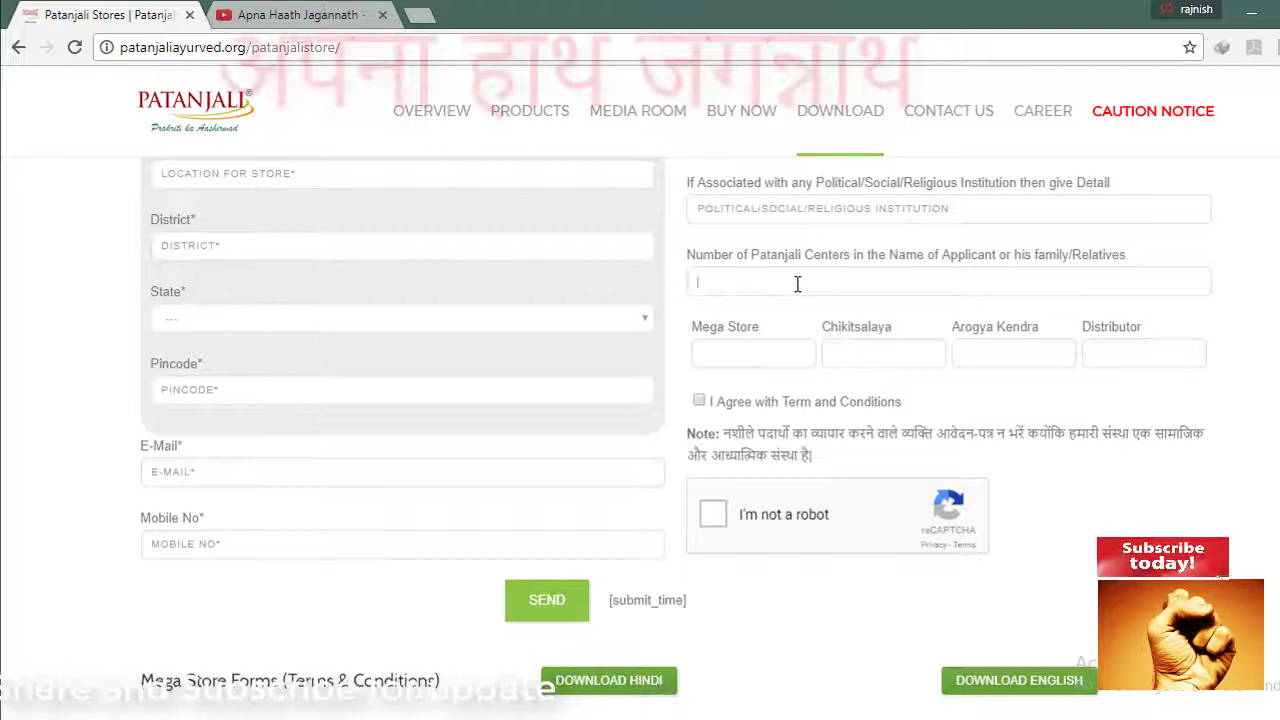 Patanjali Stores | Patanjal
Apna Haath Jagannath -
rajnish
patanjaliayurved.org/patanjalistore/
अपना हाथ जगन्नाथ
PATANJALI®
Prakriti ka Aashirwad
OVERVIEW PRODUCTS MEDIA ROOM BUY NOW DOWNLOAD CONTACT US CAREER CAUTION NOTICE
LOCATION FOR STORE*
District*
DISTRICT*
State*
---
Pincode*
PINCODE*
E-Mail*
E-MAIL*
Mobile No*
MOBILE NO*
If Associated with any Political/Social/Religious Institution then give Detail
POLITICAL/SOCIAL/RELIGIOUS INSTITUTION
Number of Patanjali Centers in the Name of Applicant or his family/Relatives
Mega Store Chikitsalaya Arogya Kendra Distributor
I Agree with Term and Conditions
Note: नशीले पदार्थो का व्यापार करने वाले व्यक्ति आवेदन-पत्र न भरें क्योंकि हमारी संस्था एक सामाजिक
और आध्यात्मिक संस्था है|
I'm not a robot
reCAPTCHA
Privacy - Terms
Subscribe
today!
SEND [submit_time]
Mega Store Forms (Terms & Conditions) DOWNLOAD HINDI DOWNLOAD ENGLISH
Share and Subscribe for update